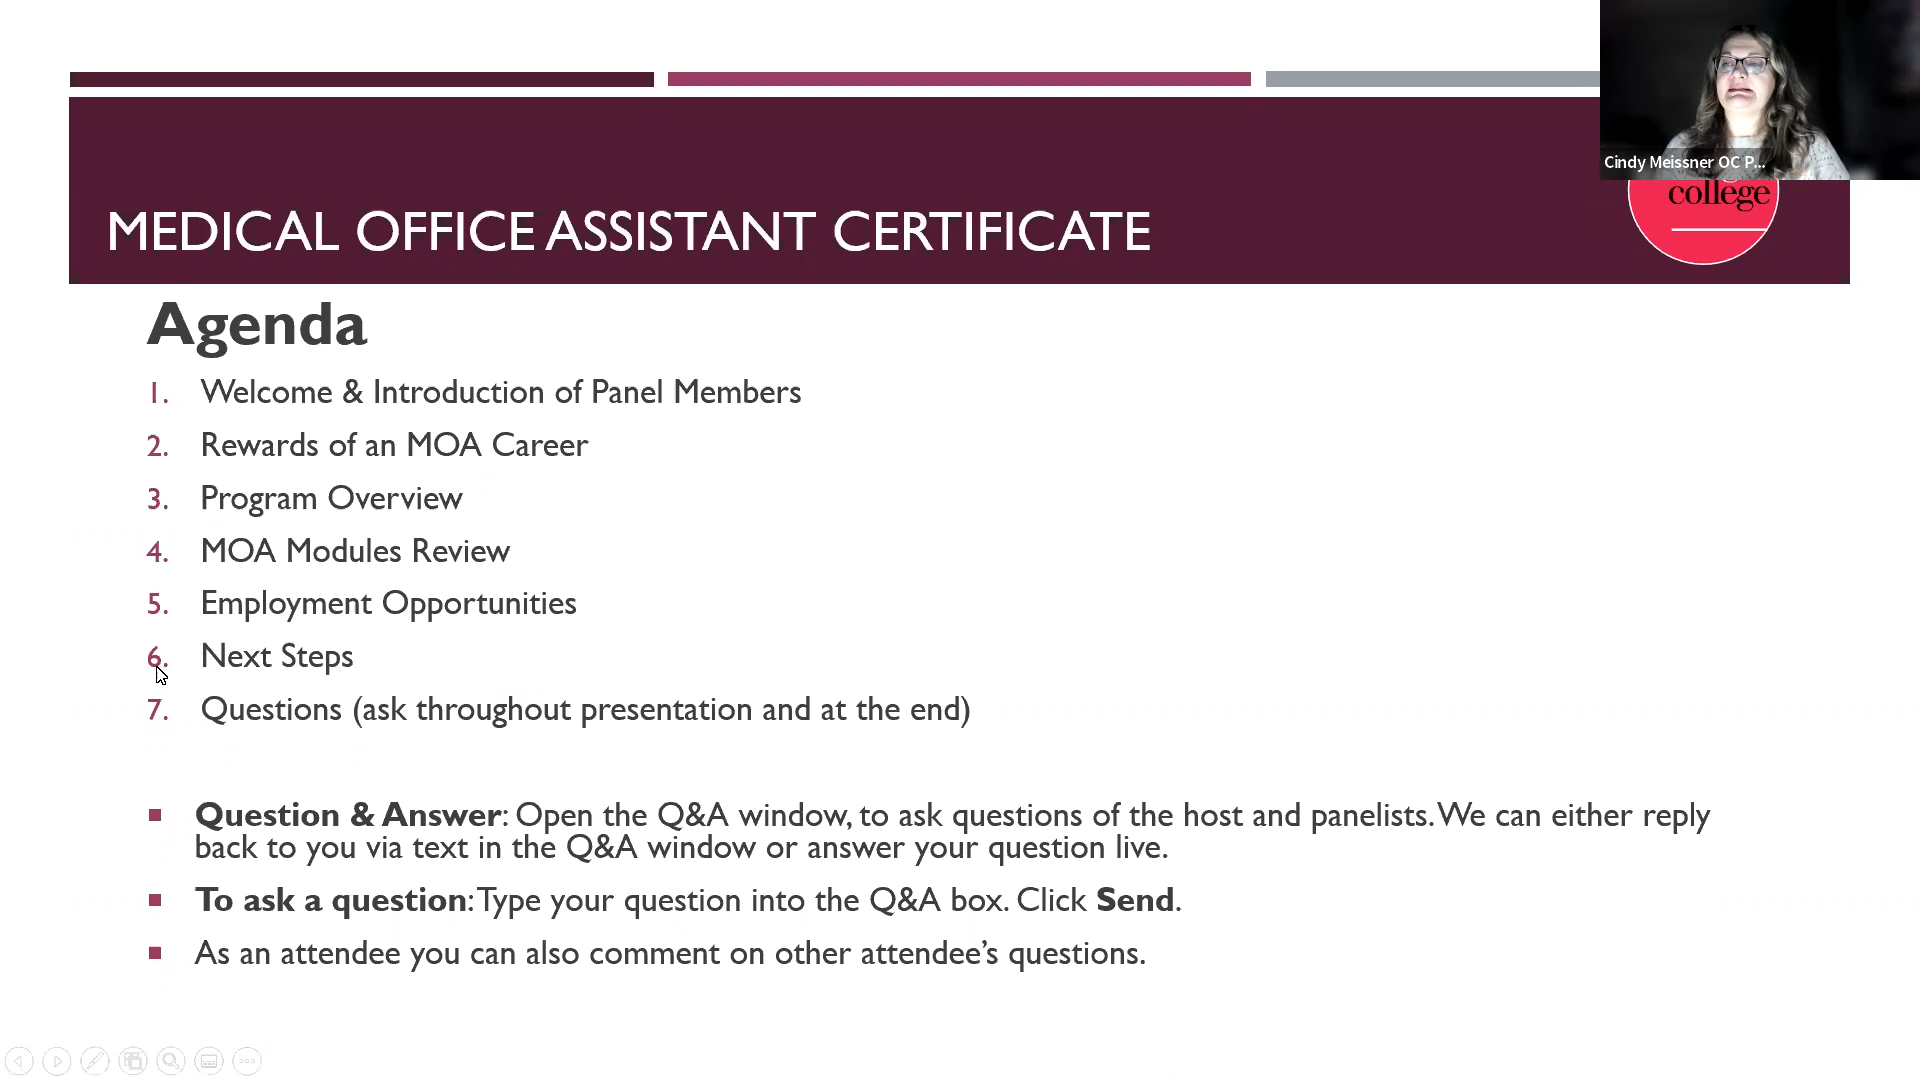 Cindy Meissner OC P...
college
MEDICAL OFFICE ASSISTANT CERTIFICATE
Agenda
1. Welcome & Introduction of Panel Members
2. Rewards of an MOA Career
3. Program Overview
4. MOA Modules Review
5. Employment Opportunities
6. Next Steps
7. Questions (ask throughout presentation and at the end)
Question & Answer: Open the Q&A window, to ask questions of the host and panelists. We can either reply
back to you via text in the Q&A window or answer your question live.
To ask a question: Type your question into the Q&A box. Click Send.
As an attendee you can also comment on other attendee’s questions.